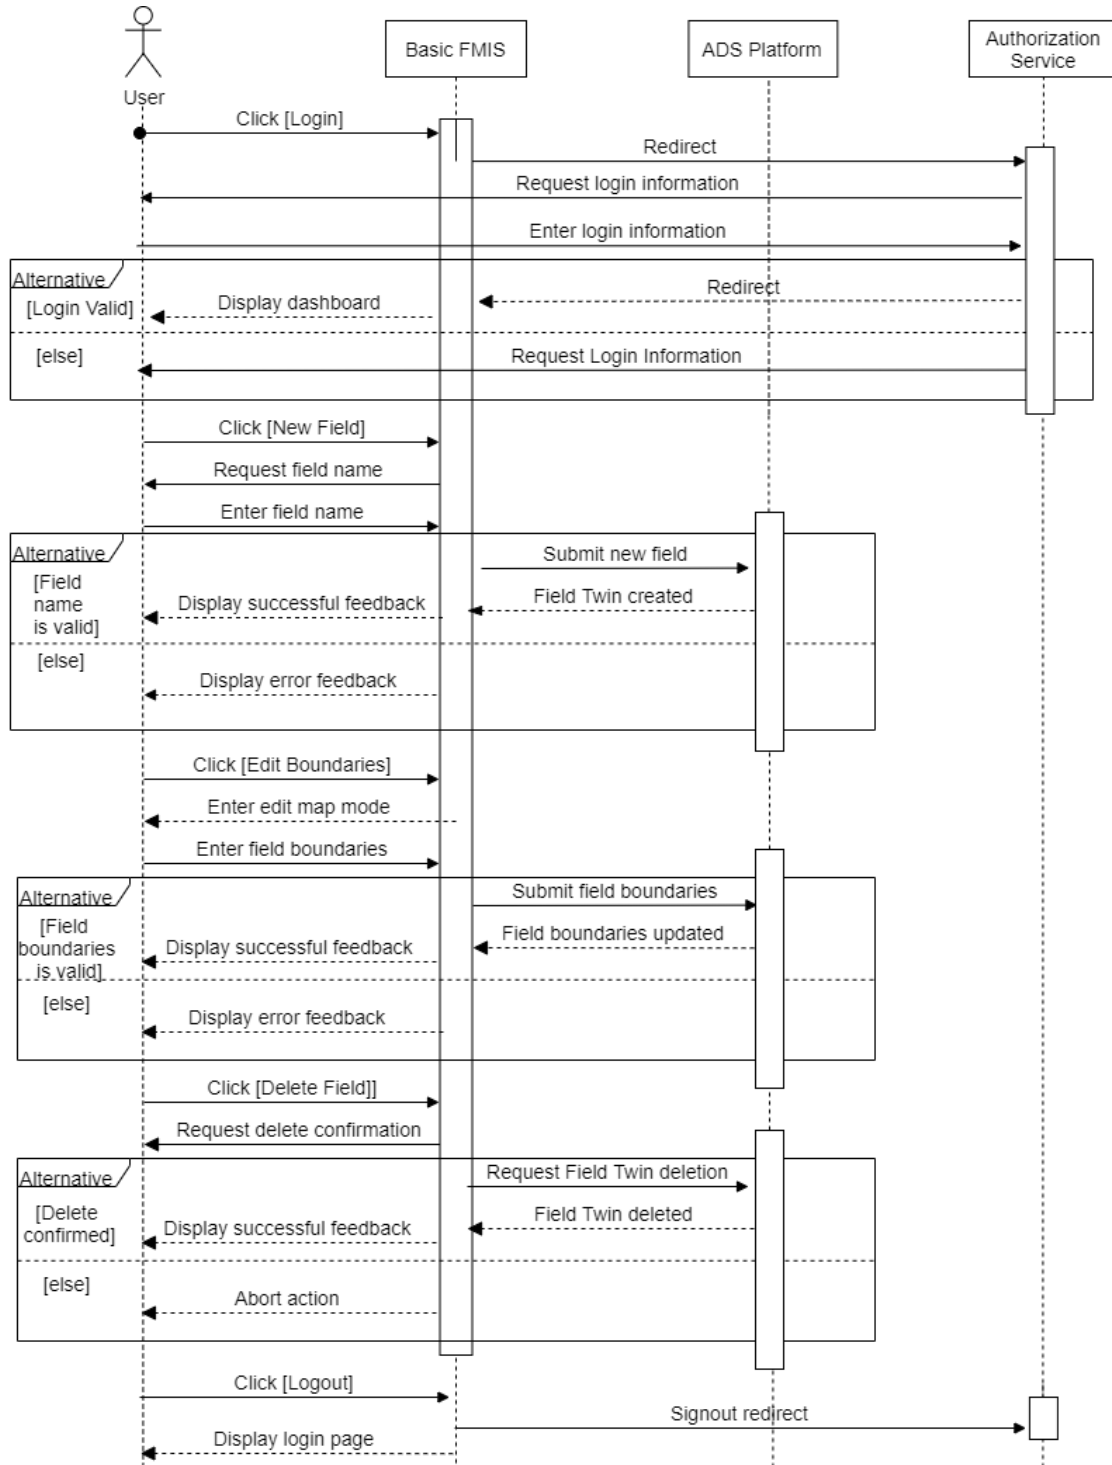 User
Basic FMIS
ADS Platform
Authorization
Service
Click [Login]
Redirect
Request login information
Enter login information
Alternative
[Login Valid]
Redirect
Display dashboard
[else]
Request Login Information
Click [New Field]
Request field name
Enter field name
Alternative
[Field
name
is valid]
Submit new field
Field Twin created
Display successful feedback
[else]
Display error feedback
Click [Edit Boundaries]
Enter edit map mode
Enter field boundaries
Alternative
[Field
boundaries
is valid]
Submit field boundaries
Field boundaries updated
Display successful feedback
[else]
Display error feedback
Click [Delete Field]]
Request delete confirmation
Alternative
[Delete
confirmed]
Request Field Twin deletion
Field Twin deleted
Display successful feedback
[else]
Abort action
Click [Logout]
Signout redirect
Display login page